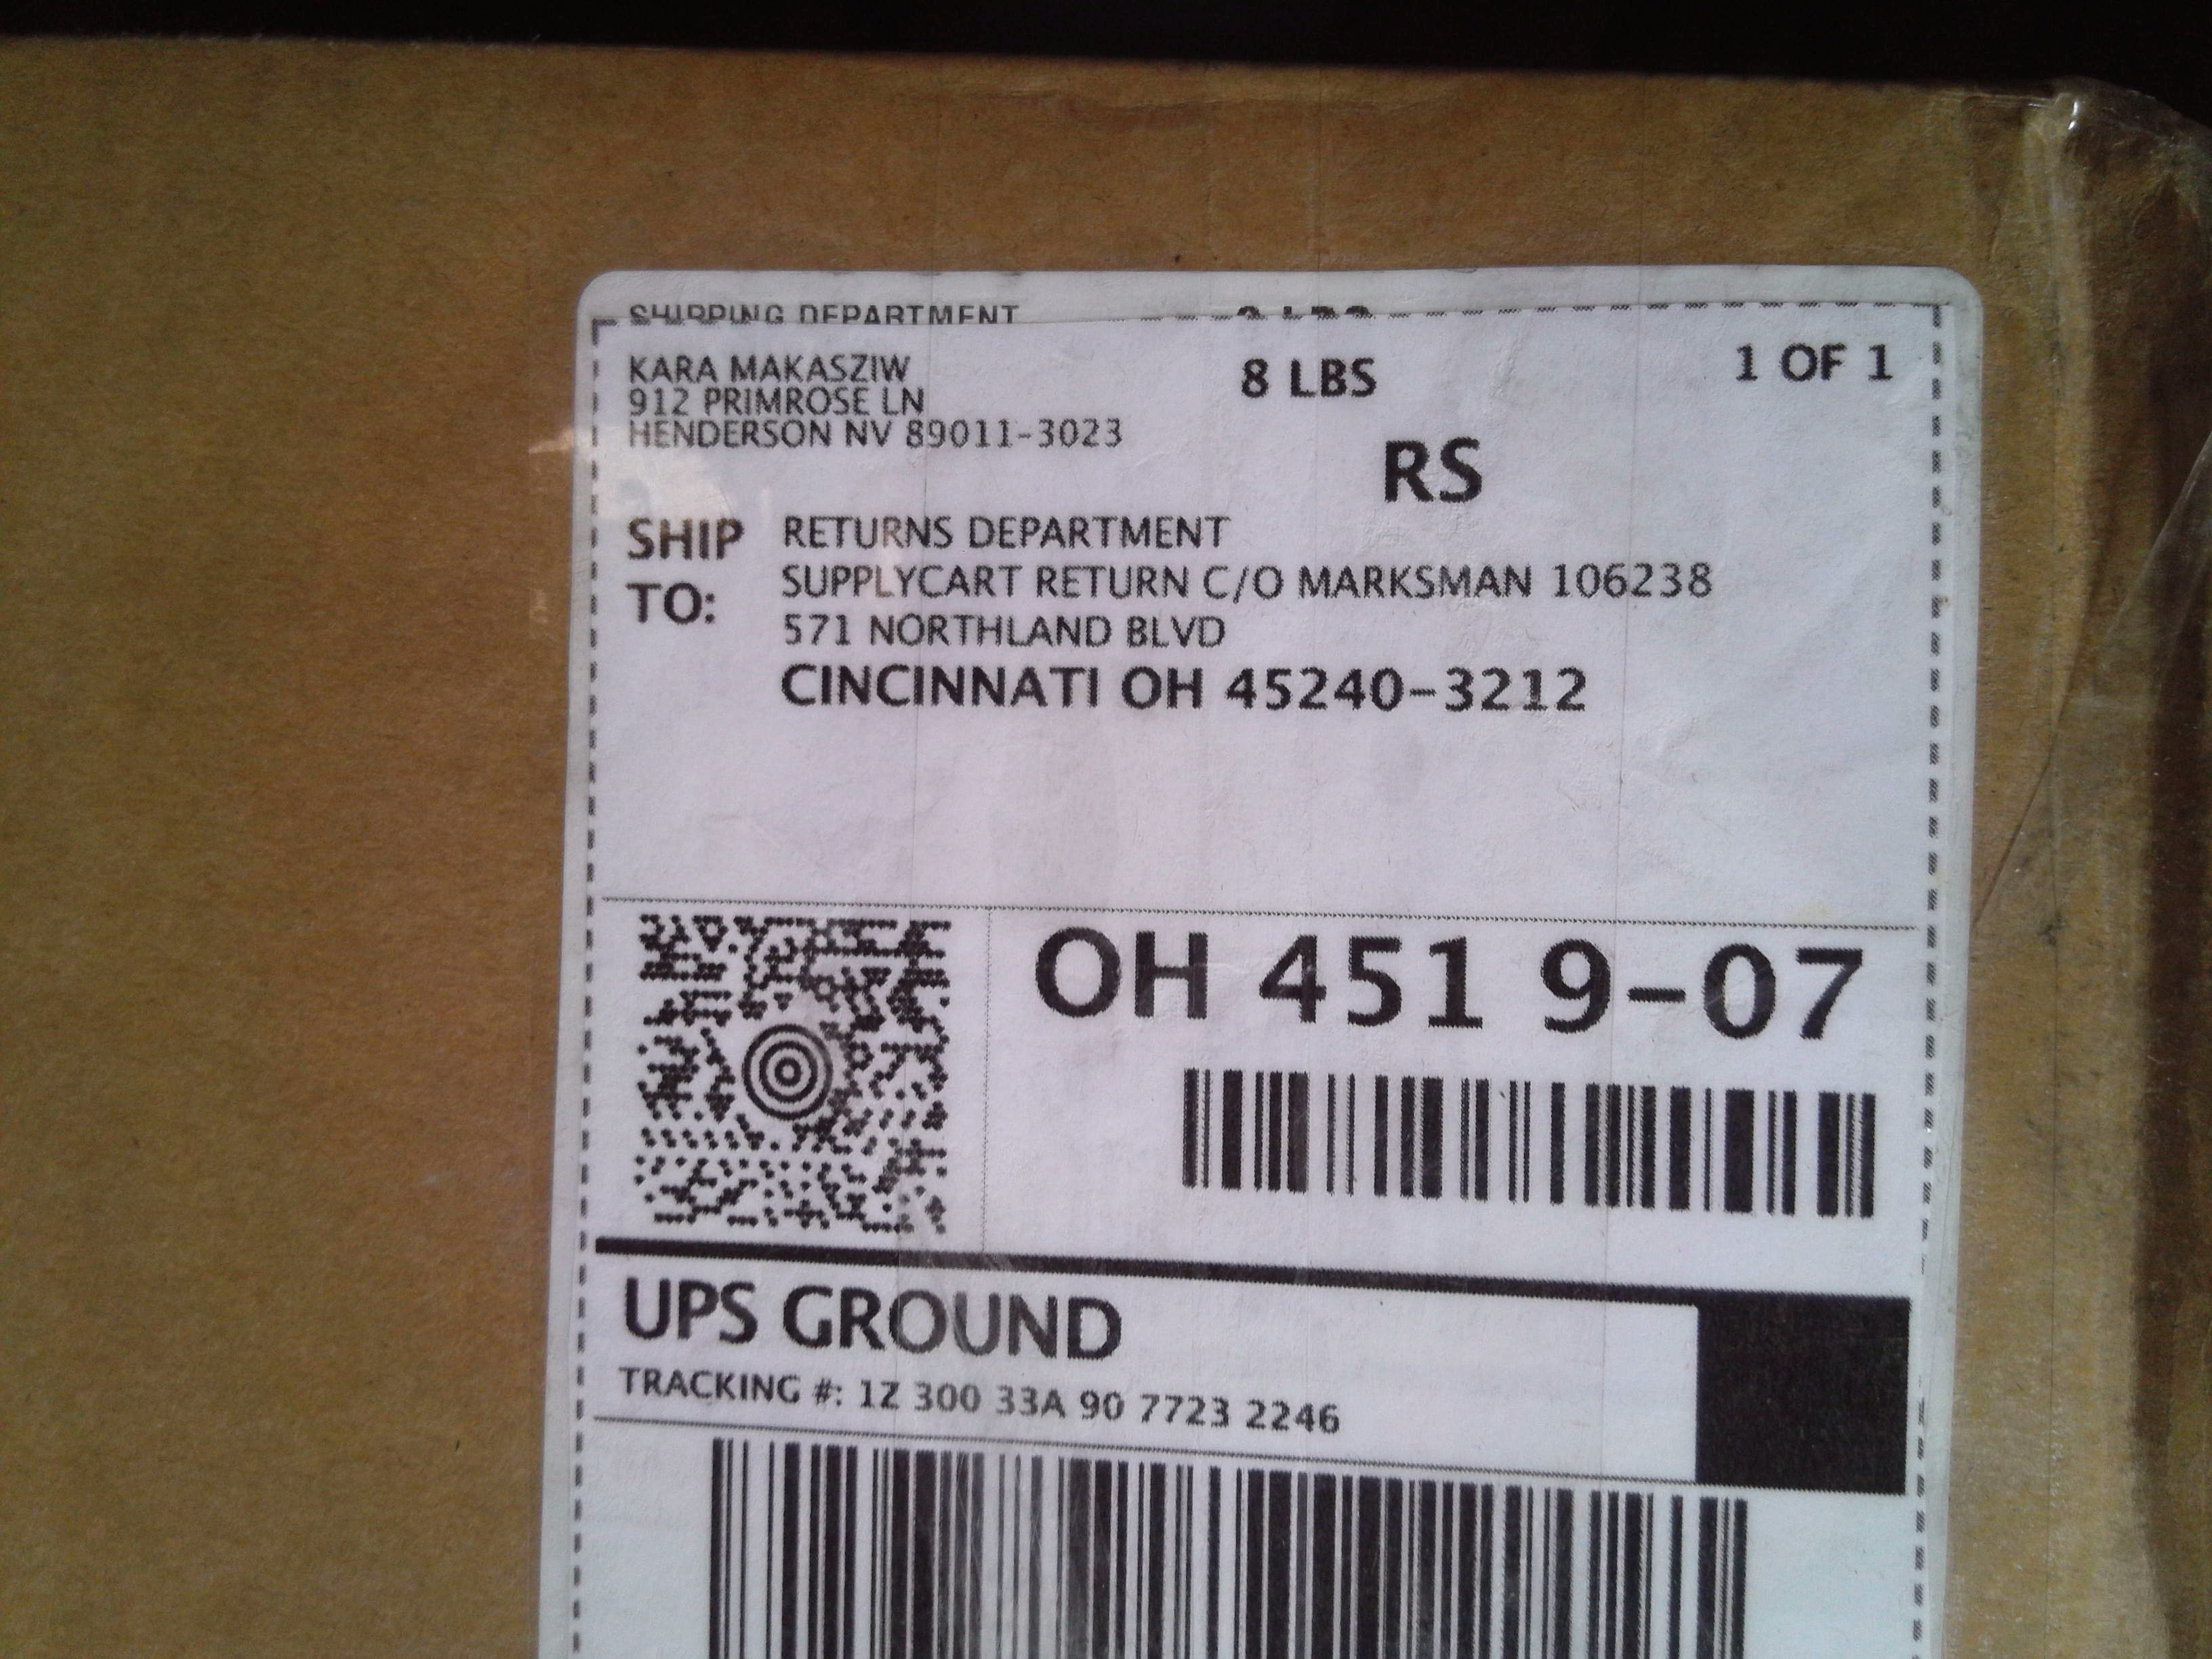 SHIPPING DEPARTMENT
KARA MAKASZIW 8 LBS 1 OF 1
912 PRIMROSE LN
HENDERSON NV 89011-3023
RS
SHIP TO: RETURNS DEPARTMENT
SUPPLYCART RETURN C/O MARKSMAN 106238
571 NORTHLAND BLVD
CINCINNATI OH 45240-3212
OH 451 9-07
UPS GROUND
TRACKING #: 1Z 300 33A 90 7723 2246